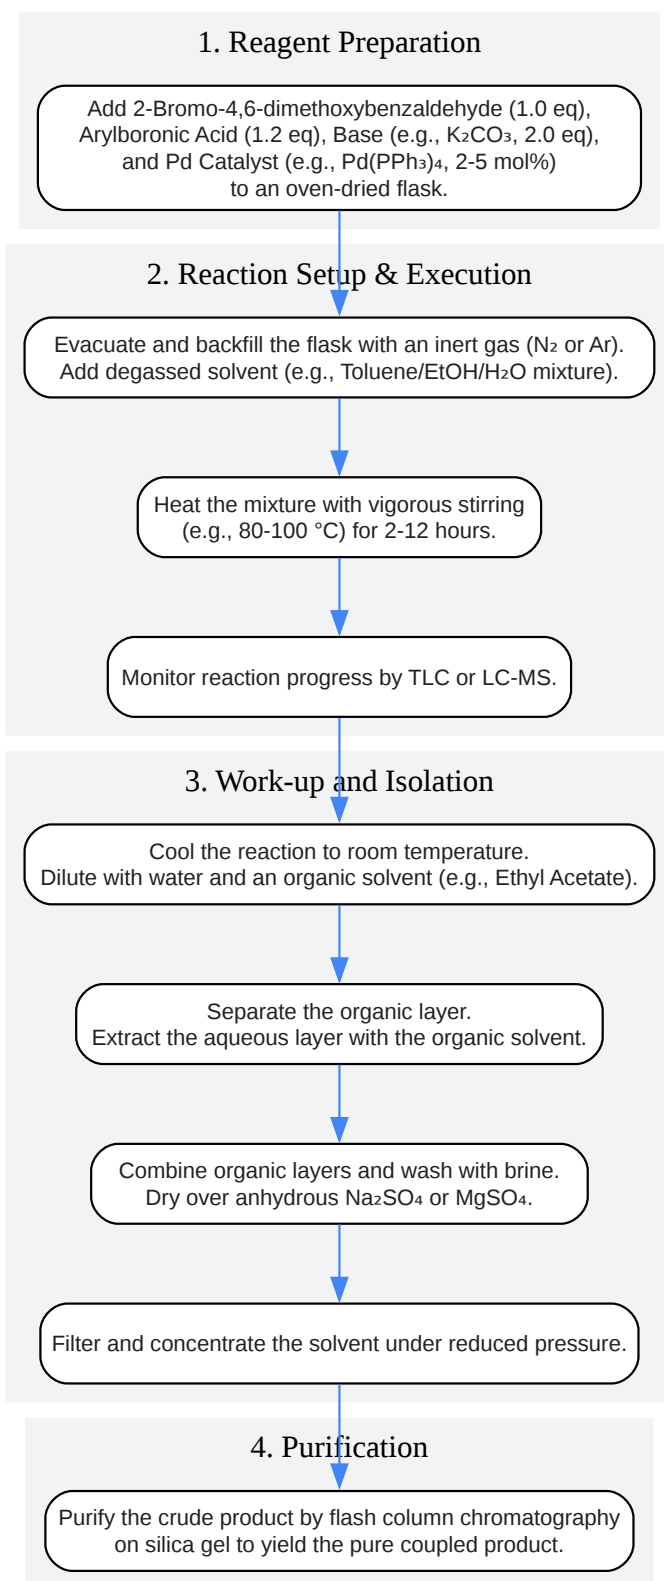 1. Reagent Preparation
Add 2-Bromo-4,6-dimethoxybenzaldehyde (1.0 eq),
Arylboronic Acid (1.2 eq), Base (e.g., K₂CO₃, 2.0 eq),
and Pd Catalyst (e.g., Pd(PPh₃)₄, 2-5 mol%)
to an oven-dried flask.
2. Reaction Setup & Execution
Evacuate and backfill the flask with an inert gas (N₂ or Ar).
Add degassed solvent (e.g., Toluene/EtOH/H₂O mixture).
Heat the mixture with vigorous stirring
(e.g., 80-100 °C) for 2-12 hours.
Monitor reaction progress by TLC or LC-MS.
3. Work-up and Isolation
Cool the reaction to room temperature.
Dilute with water and an organic solvent (e.g., Ethyl Acetate).
Separate the organic layer.
Extract the aqueous layer with the organic solvent.
Combine organic layers and wash with brine.
Dry over anhydrous Na₂SO₄ or MgSO₄.
Filter and concentrate the solvent under reduced pressure.
4. Purification
Purify the crude product by flash column chromatography
on silica gel to yield the pure coupled product.